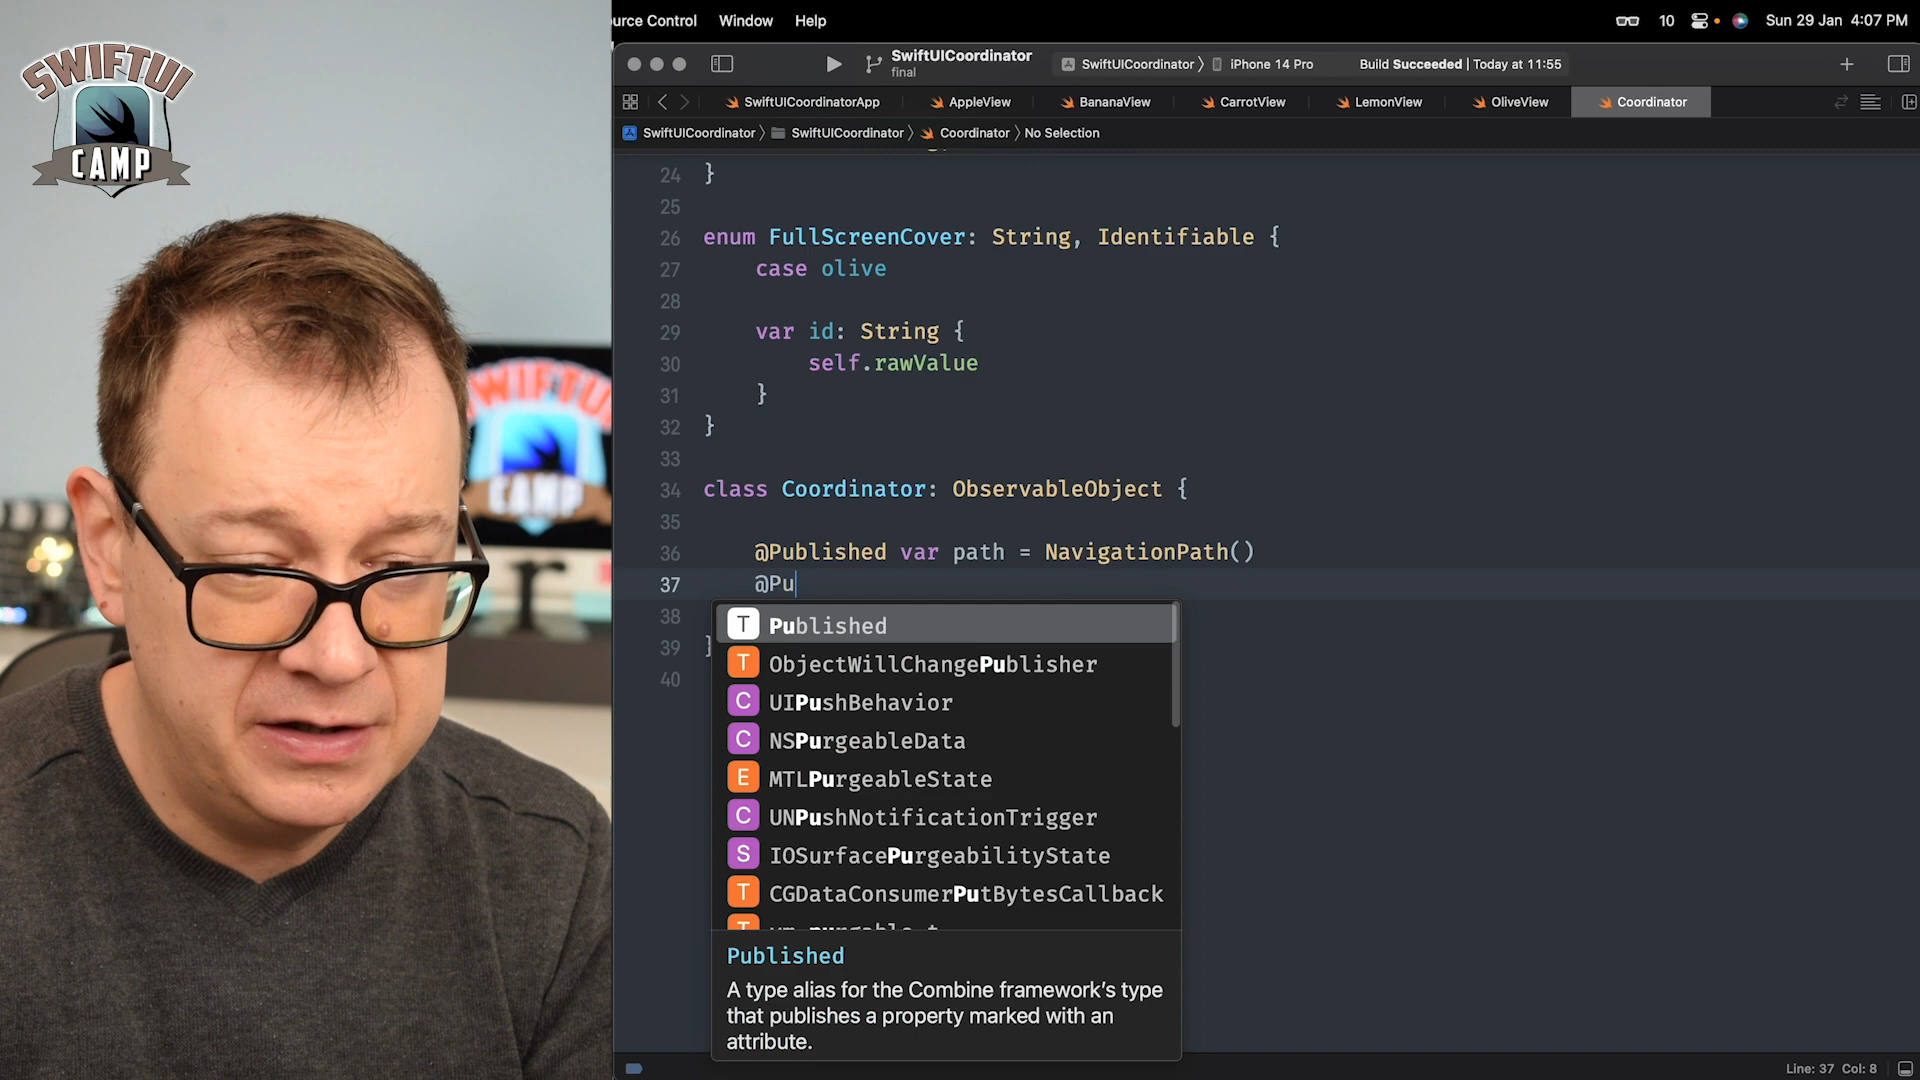 urce Control Window Help
10 Sun 29 Jan 4:07 PM
SWIFTUI
CAMP
SwiftUICoordinator
final
SwiftUICoordinator iPhone 14 Pro
Build Succeeded | Today at 11:55
SwiftUICoordinatorApp AppleView BananaView CarrotView LemonView OliveView Coordinator
SwiftUICoordinator SwiftUICoordinator Coordinator No Selection
24 }
25
26 enum FullScreenCover: String, Identifiable {
27 case olive
28
29 var id: String {
30 self.rawValue
31 }
32 }
33
34 class Coordinator: ObservableObject {
35
36 @Published var path = NavigationPath()
37 @Pu
38
39 }
40
T Published
T ObjectWillChangePublisher
C UIPushBehavior
C NSPurgeableData
E MTLPurgeableState
C UNPushNotificationTrigger
S IOSurfacePurgeabilityState
T CGDataConsumerPutBytesCallback
T vm_purgable_t
Published
A type alias for the Combine framework’s type
that publishes a property marked with an
attribute.
SWIFTU
CAMP
Line: 37 Col: 8